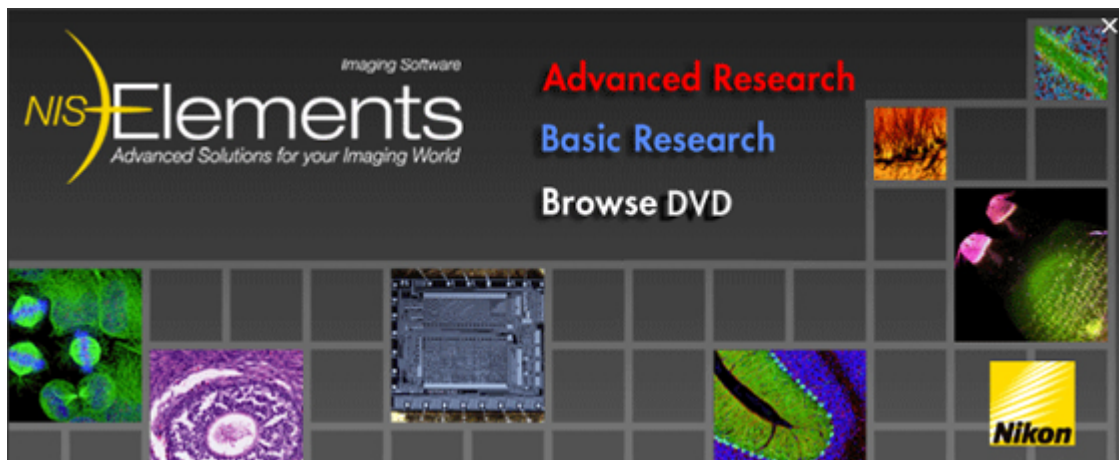 Imaging Software
NIS-Elements
Advanced Solutions for your Imaging World
Advanced Research
Basic Research
Browse DVD
Nikon